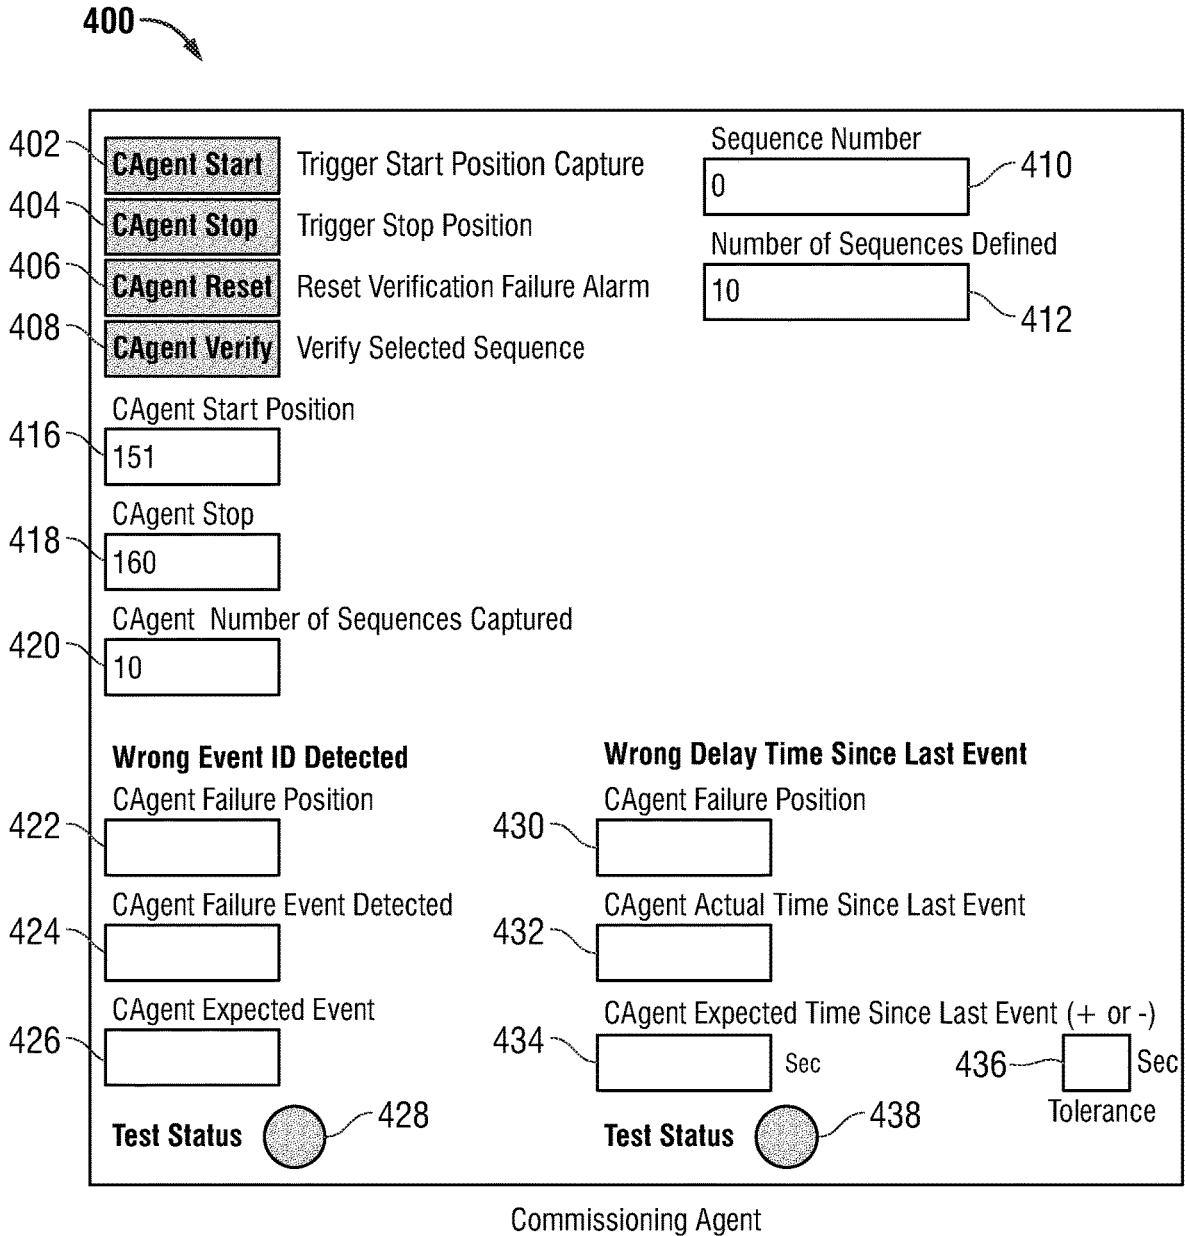 400
402 CAgent Start Trigger Start Position Capture
Sequence Number
0 410
404 CAgent Stop Trigger Stop Position
Number of Sequences Defined
406 CAgent Reset Reset Verification Failure Alarm
10 412
408 CAgent Verify Verify Selected Sequence
CAgent Start Position
416 151
CAgent Stop
418 160
CAgent Number of Sequences Captured
420 10
Wrong Event ID Detected
CAgent Failure Position
422
CAgent Failure Event Detected
424
CAgent Expected Event
426
Test Status 428
Wrong Delay Time Since Last Event
CAgent Failure Position
430
CAgent Actual Time Since Last Event
432
CAgent Expected Time Since Last Event (+ or -)
434 Sec 436 Sec
Tolerance
Test Status 438
Commissioning Agent